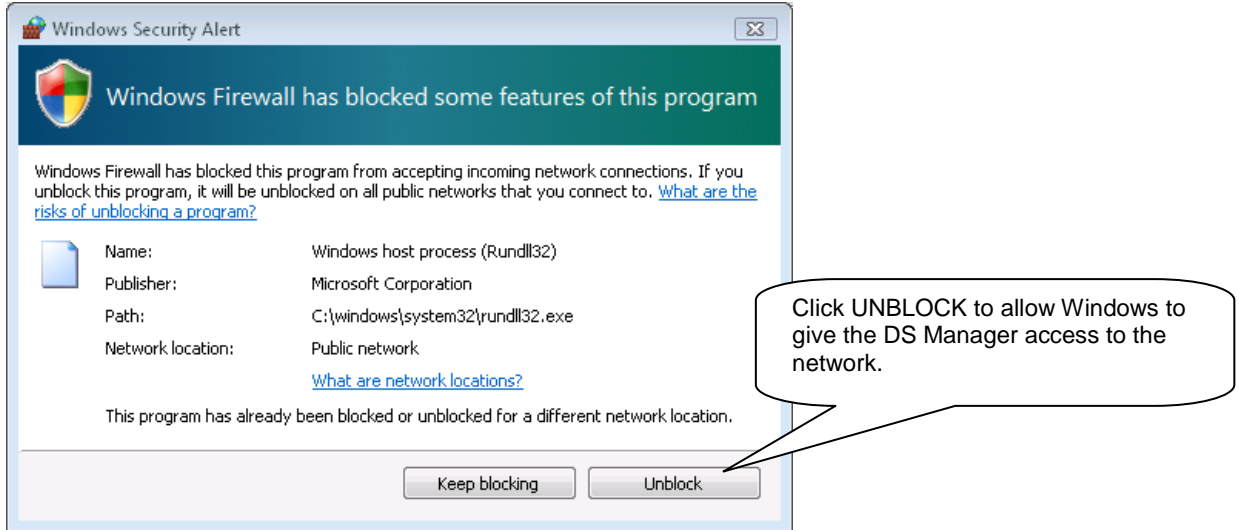 Windows Security Alert
Windows Firewall has blocked some features of this program
Windows Firewall has blocked this program from accepting incoming network connections. If you
unblock this program, it will be unblocked on all public networks that you connect to. What are the
risks of unblocking a program?
Name: Windows host process (Rundll32)
Publisher: Microsoft Corporation
Path: C:\windows\system32\rundll32.exe
Network location: Public network
What are network locations?
This program has already been blocked or unblocked for a different network location.
Keep blocking Unblock
Click UNBLOCK to allow Windows to
give the DS Manager access to the
network.